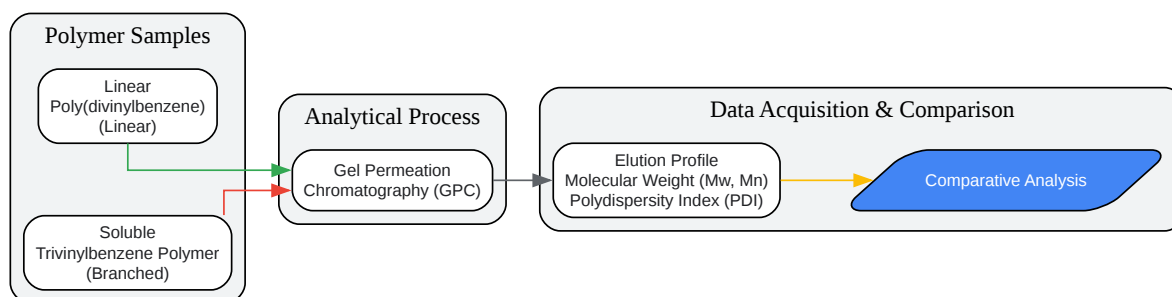 Polymer Samples
Linear
Poly(divinylbenzene)
(Linear)
Soluble
Trivinylbenzene Polymer
(Branched)
Analytical Process
Gel Permeation
Chromatography (GPC)
Data Acquisition & Comparison
Elution Profile
Molecular Weight (Mw, Mn)
Polydispersity Index (PDI)
Comparative Analysis